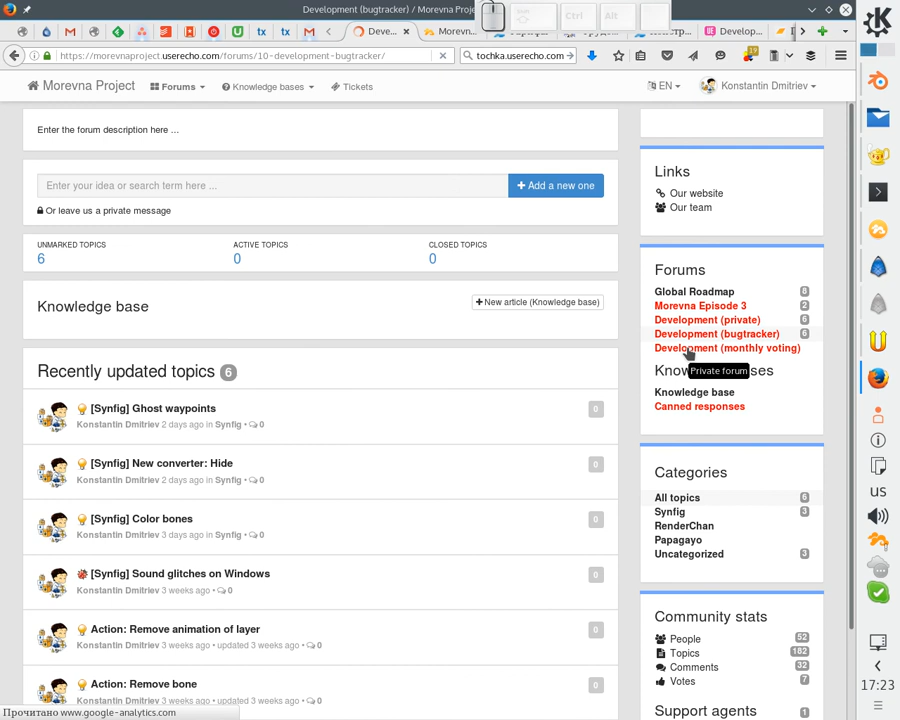 Development (bugtracker) / Morevna Project
Ctrl
Alt
Deve...
Morevn...
tx
tx
Develop...
https://morevnaproject.userecho.com/forums/10-development-bugtracker/
tochka.userecho.com
19
Morevna Project
Forums
Knowledge bases
Tickets
EN
Konstantin Dmitriev
Enter the forum description here ...
Enter your idea or search term here ...
Add a new one
Or leave us a private message
UNMARKED TOPICS
6
ACTIVE TOPICS
0
CLOSED TOPICS
0
Knowledge base
New article (Knowledge base)
Recently updated topics 6
[Synfig] Ghost waypoints
0
Konstantin Dmitriev 2 days ago in Synfig • 0
[Synfig] New converter: Hide
0
Konstantin Dmitriev 2 days ago in Synfig • 0
[Synfig] Color bones
0
Konstantin Dmitriev 3 days ago in Synfig • 0
[Synfig] Sound glitches on Windows
0
Konstantin Dmitriev 3 weeks ago • 0
Action: Remove animation of layer
0
Konstantin Dmitriev 3 weeks ago • updated 3 weeks ago • 0
Action: Remove bone
0
Konstantin Dmitriev 3 weeks ago • updated 3 weeks ago • 0
Links
Our website
Our team
Forums
Global Roadmap 8
Morevna Episode 3 2
Development (private) 6
Development (bugtracker) 6
Development (monthly voting)
Private forum
Knowledge base
Canned responses
Categories
All topics 6
Synfig 3
RenderChan
Papagayo
Uncategorized 3
Community stats
People 52
Topics 182
Comments 32
Votes 7
Support agents 1
us
17:23
Прочитано www.google-analytics.com